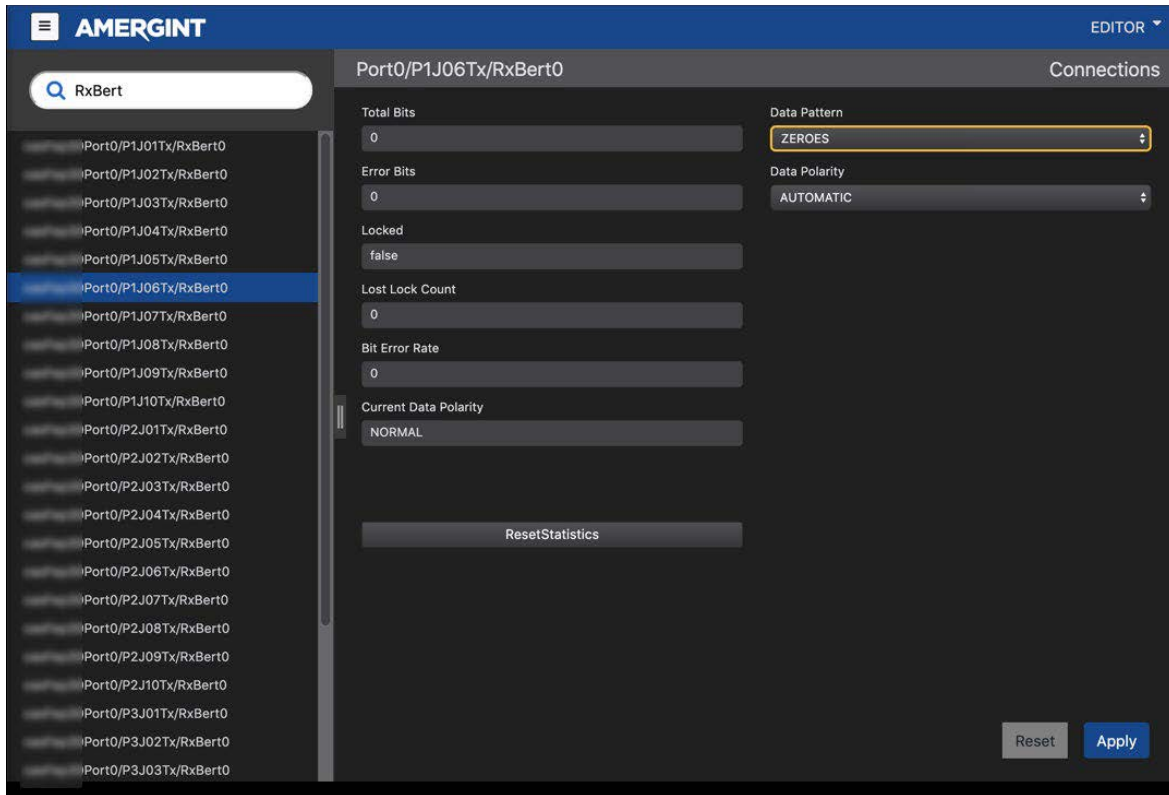 AMERGINT
EDITOR
RxBert
Port0/P1J01Tx/RxBert0
Port0/P1J02Tx/RxBert0
Port0/P1J03Tx/RxBert0
Port0/P1J04Tx/RxBert0
Port0/P1J05Tx/RxBert0
Port0/P1J06Tx/RxBert0
Port0/P1J07Tx/RxBert0
Port0/P1J08Tx/RxBert0
Port0/P1J09Tx/RxBert0
Port0/P1J10Tx/RxBert0
Port0/P2J01Tx/RxBert0
Port0/P2J02Tx/RxBert0
Port0/P2J03Tx/RxBert0
Port0/P2J04Tx/RxBert0
Port0/P2J05Tx/RxBert0
Port0/P2J06Tx/RxBert0
Port0/P2J07Tx/RxBert0
Port0/P2J08Tx/RxBert0
Port0/P2J09Tx/RxBert0
Port0/P2J10Tx/RxBert0
Port0/P3J01Tx/RxBert0
Port0/P3J02Tx/RxBert0
Port0/P3J03Tx/RxBert0
Port0/P1J06Tx/RxBert0
Connections
Total Bits
0
Error Bits
0
Locked
false
Lost Lock Count
0
Bit Error Rate
0
Current Data Polarity
NORMAL
ResetStatistics
Data Pattern
ZEROES
Data Polarity
AUTOMATIC
Reset
Apply